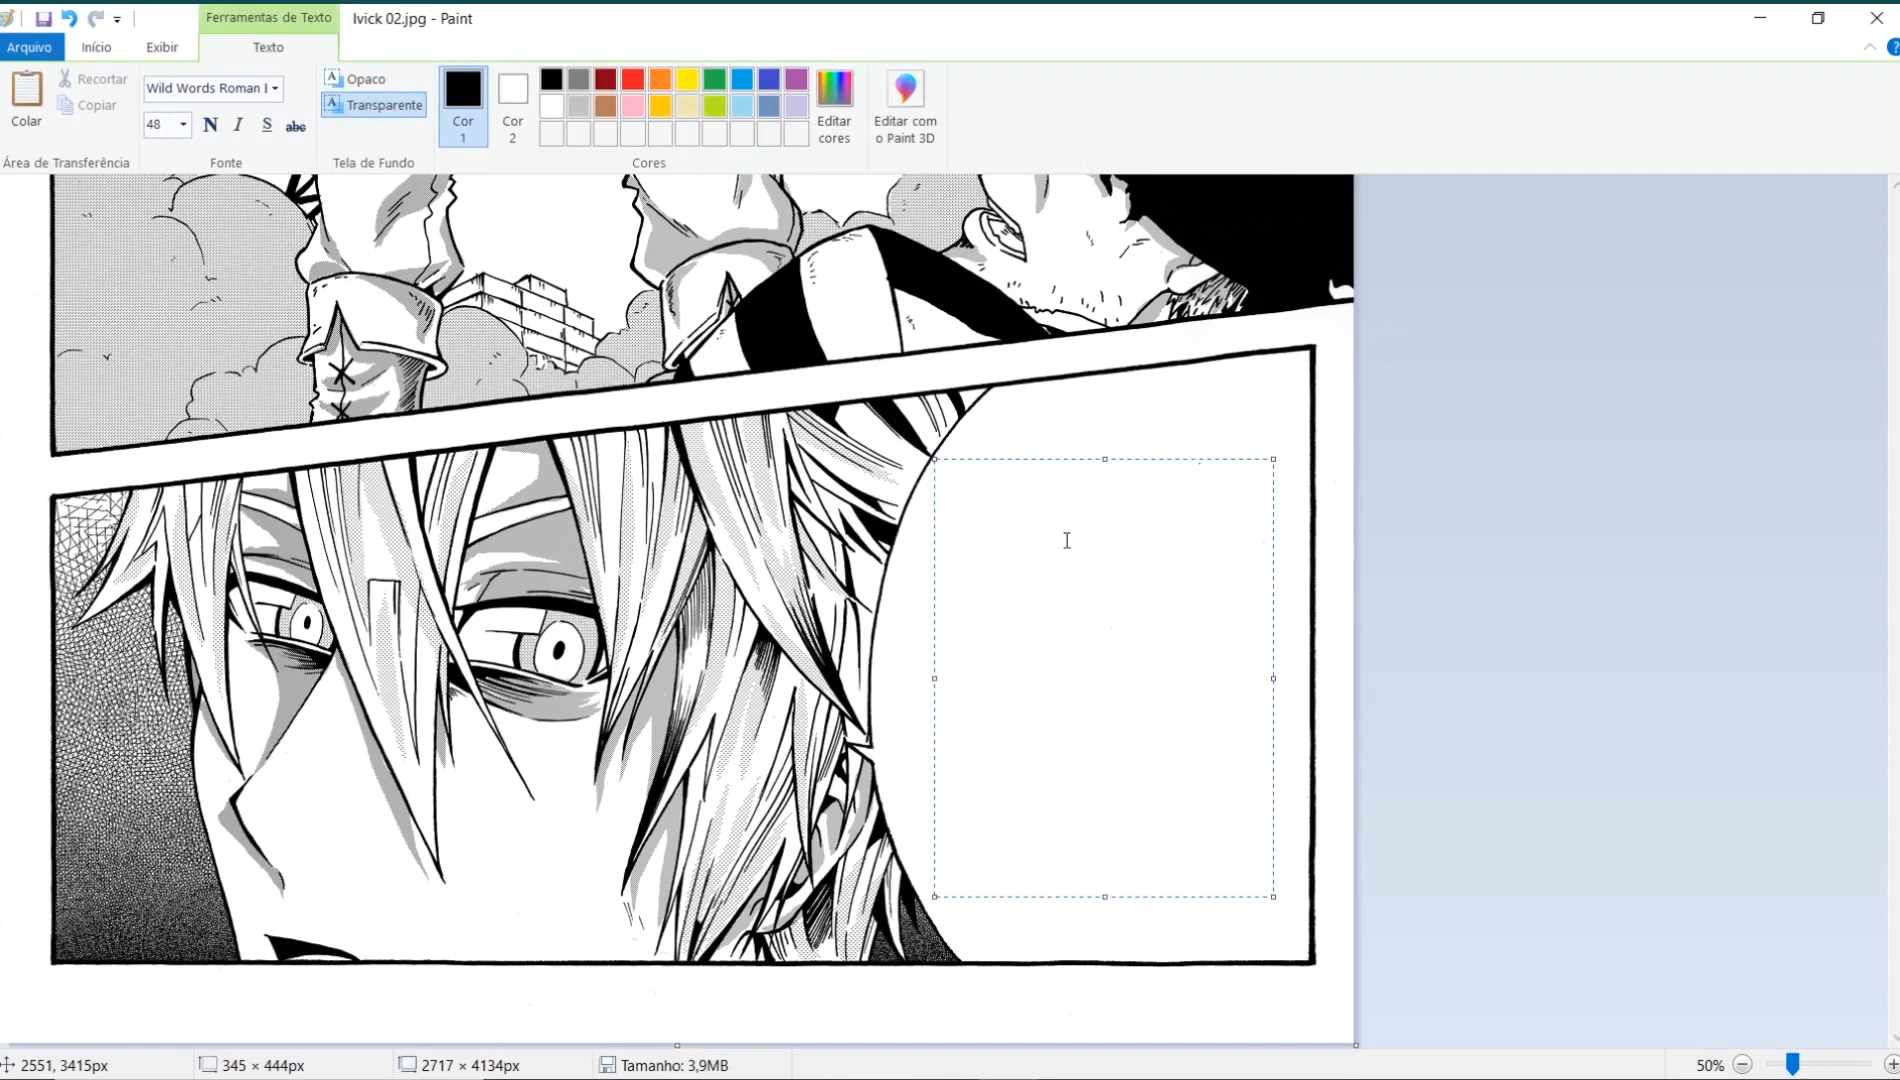 Ferramentas de Texto
Ivick 02.jpg - Paint
Arquivo
Início
Exibir
Texto
Colar
Recortar
Copiar
Área de Transferência
Wild Words Roman
48
N I S abc
Fonte
Opaco
Transparente
Tela de Fundo
Cor
1
Cor
2
Editar
cores
Cores
Editar com
o Paint 3D
2551, 3415px
345 × 444px
2717 × 4134px
Tamanho: 3,9MB
50%